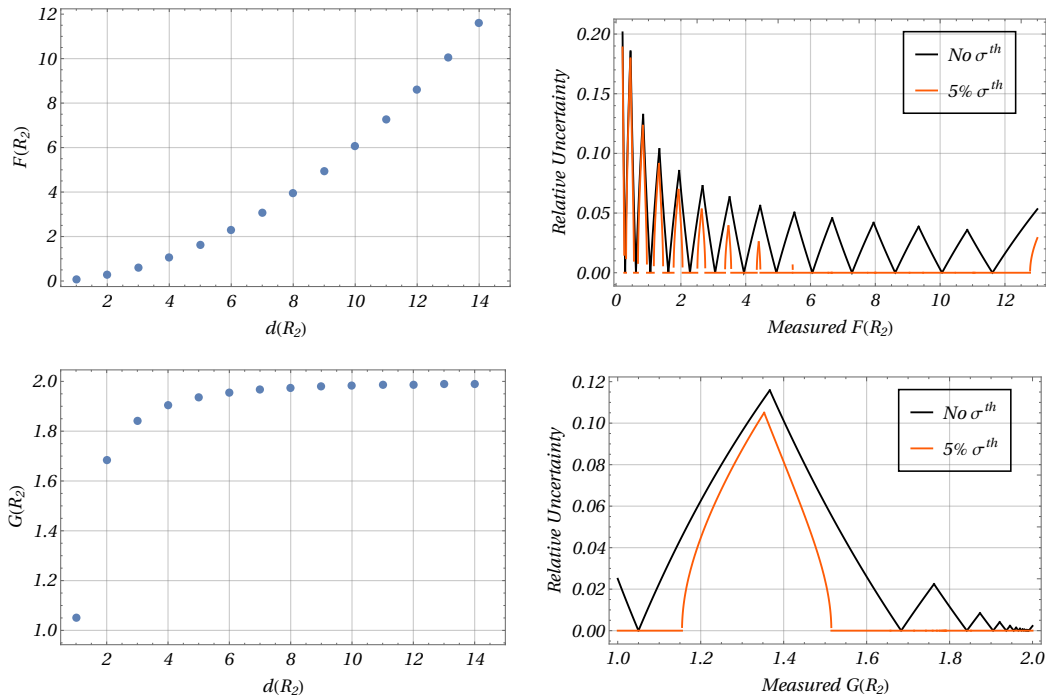 12
10
8
6
4
2
0
F(R2)
2 4 6 8 10 12 14
d(R2)
0.20
0.15
0.10
0.05
0.00
Relative Uncertainty
No σ^th
5% σ^th
0 2 4 6 8 10 12
Measured F(R2)
2.0
1.8
1.6
1.4
1.2
1.0
G(R2)
2 4 6 8 10 12 14
d(R2)
0.12
0.10
0.08
0.06
0.04
0.02
0.00
Relative Uncertainty
No σ^th
5% σ^th
1.0 1.2 1.4 1.6 1.8 2.0
Measured G(R2)